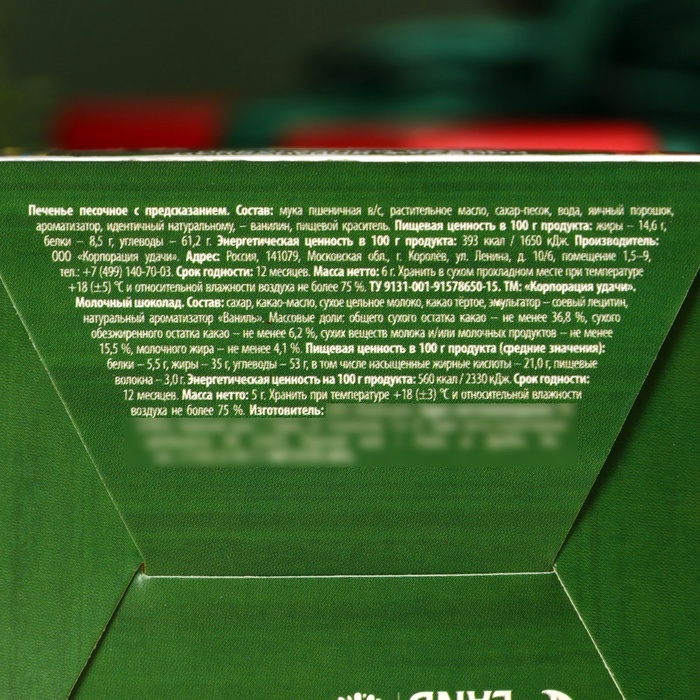 Печенье песочное с предсказанием. Состав: мука пшеничная в/с, растительное масло, сахар-песок, вода, яичный порошок,
ароматизатор, идентичный натуральному, – ванилин, пищевой краситель. Пищевая ценность в 100 г продукта: жиры – 14,6 г,
белки – 8,5 г, углеводы – 61,2 г. Энергетическая ценность в 100 г продукта: 393 ккал / 1650 кДж. Производитель:
ООО «Корпорация удачи». Адрес: Россия, 141079, Московская обл., г. Королёв, ул. Ленина, д. 10/6, помещение 1,5–9,
тел.: +7 (499) 140-70-03. Срок годности: 12 месяцев. Масса нетто: 6 г. Хранить в сухом прохладном месте при температуре
+18 (±5) °С и относительной влажности воздуха не более 75 %. ТУ 9131-001-91578650-15. ТМ: «Корпорация удачи».
Молочный шоколад. Состав: сахар, какао-масло, сухое цельное молоко, какао тёртое, эмульгатор – соевый лецитин,
натуральный ароматизатор «Ваниль». Массовые доли: общего сухого остатка какао – не менее 36,8 %, сухого
обезжиренного остатка какао – не менее 6,2 %, сухих веществ молока и/или молочных продуктов – не менее
15,5 %, молочного жира – не менее 4,1 %. Пищевая ценность в 100 г продукта (средние значения):
белки – 5,5 г, жиры – 35 г, углеводы – 53 г, в том числе насыщенные жирные кислоты – 21,0 г, пищевые
волокна – 3,0 г. Энергетическая ценность на 100 г продукта: 560 ккал / 2330 кДж. Срок годности:
12 месяцев. Масса нетто: 5 г. Хранить при температуре +18 (±3) °С и относительной влажности
воздуха не более 75 %. Изготовитель:
LAND